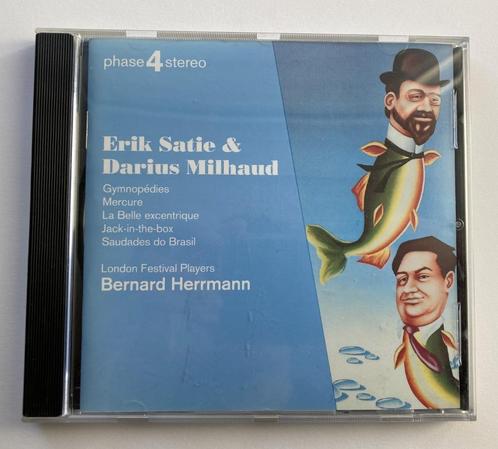 phase4stereo
Erik Satie &
Darius Milhaud
Gymnopédies
Mercure
La Belle excentrique
Jack-in-the-box
Saudades do Brasil
London Festival Players
Bernard Herrmann